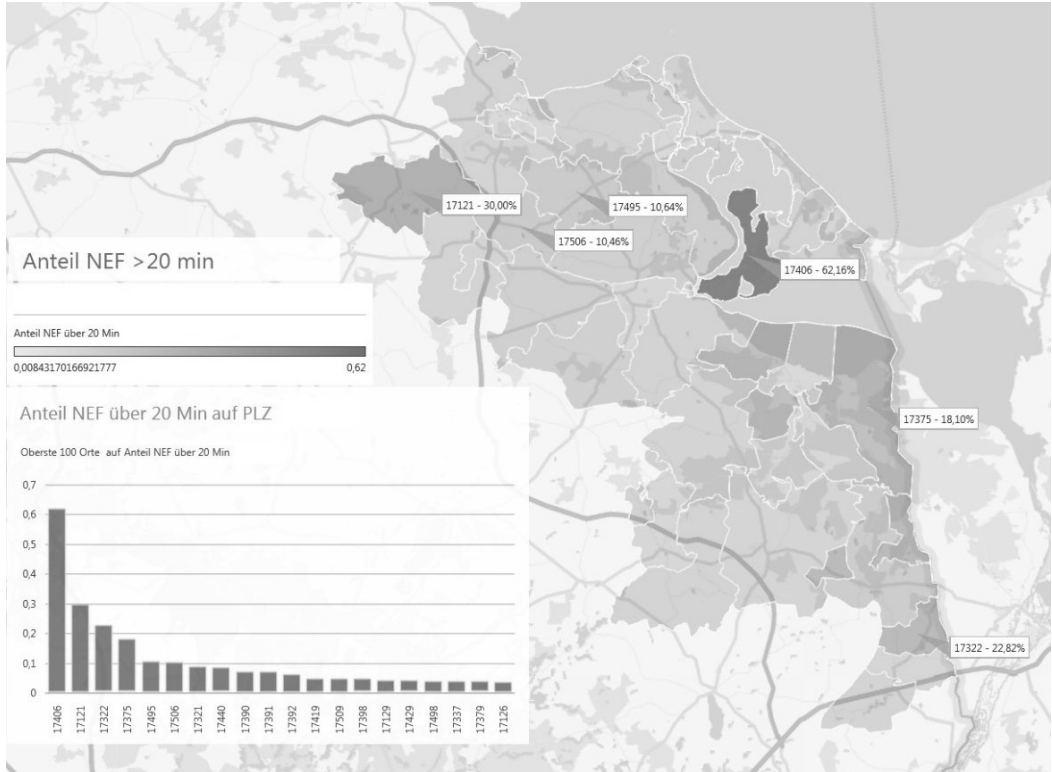 17121 - 30,00%
17495 - 10,64%
17506 - 10,46%
17406 - 62,16%
Anteil NEF >20 min
Anteil NEF über 20 Min
0,00843170166921777 0,62
17375 - 18,10%
17322 - 22,82%
Anteil NEF über 20 Min auf PLZ
Oberste 100 Orte auf Anteil NEF über 20 Min
0,7
0,6
0,5
0,4
0,3
0,2
0,1
0
17406
17121
17322
17375
17495
17506
17321
17440
17390
17391
17392
17419
17509
17398
17129
17429
17498
17337
17379
17126